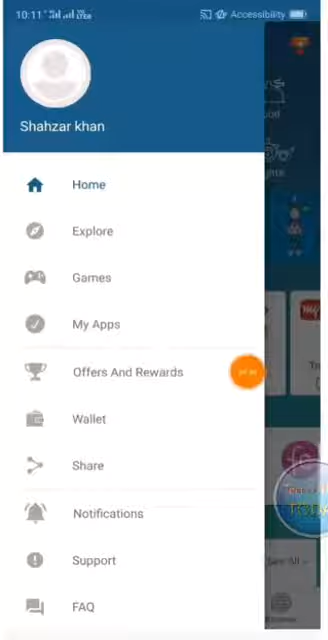 10:11
Accessibility
Shahzar khan
Home
Explore
Games
My Apps
Offers And Rewards
Wallet
Share
Notifications
Support
FAQ